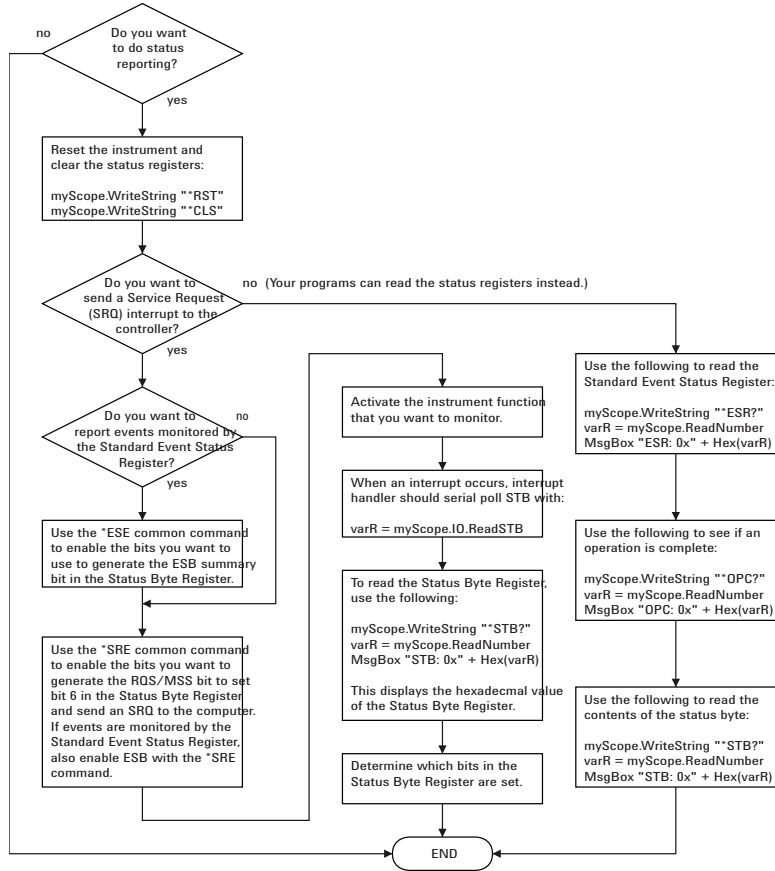 no
Do you want
to do status
reporting?
yes
Reset the instrument and
clear the status registers:
myScope.WriteString "*RST"
myScope.WriteString "*CLS"
Do you want to
send a Service Request
(SRQ) interrupt to the
controller?
no (Your programs can read the status registers instead.)
yes
Do you want to
report events monitored by
the Standard Event Status
Register?
no
yes
Use the *ESE common command
to enable the bits you want to
use to generate the ESB summary
bit in the Status Byte Register.
Use the *SRE common command
to enable the bits you want to
generate the RQS/MSS bit to set
bit 6 in the Status Byte Register
and send an SRQ to the computer.
If events are monitored by the
Standard Event Status Register,
also enable ESB with the *SRE
command.
Activate the instrument function
that you want to monitor.
When an interrupt occurs, interrupt
handler should serial poll STB with:
varR = myScope.IO.ReadSTB
To read the Status Byte Register,
use the following:
myScope.WriteString "*STB?"
varR = myScope.ReadNumber
MsgBox "STB: 0x" + Hex(varR)
This displays the hexadecmal value
of the Status Byte Register.
Determine which bits in the
Status Byte Register are set.
Use the following to read the
Standard Event Status Register:
myScope.WriteString "*ESR?"
varR = myScope.ReadNumber
MsgBox "ESR: 0x" + Hex(varR)
Use the following to see if an
operation is complete:
myScope.WriteString "*OPC?"
varR = myScope.ReadNumber
MsgBox "OPC: 0x" + Hex(varR)
Use the following to read the
contents of the status byte:
myScope.WriteString "*STB?"
varR = myScope.ReadNumber
MsgBox "STB: 0x" + Hex(varR)
END